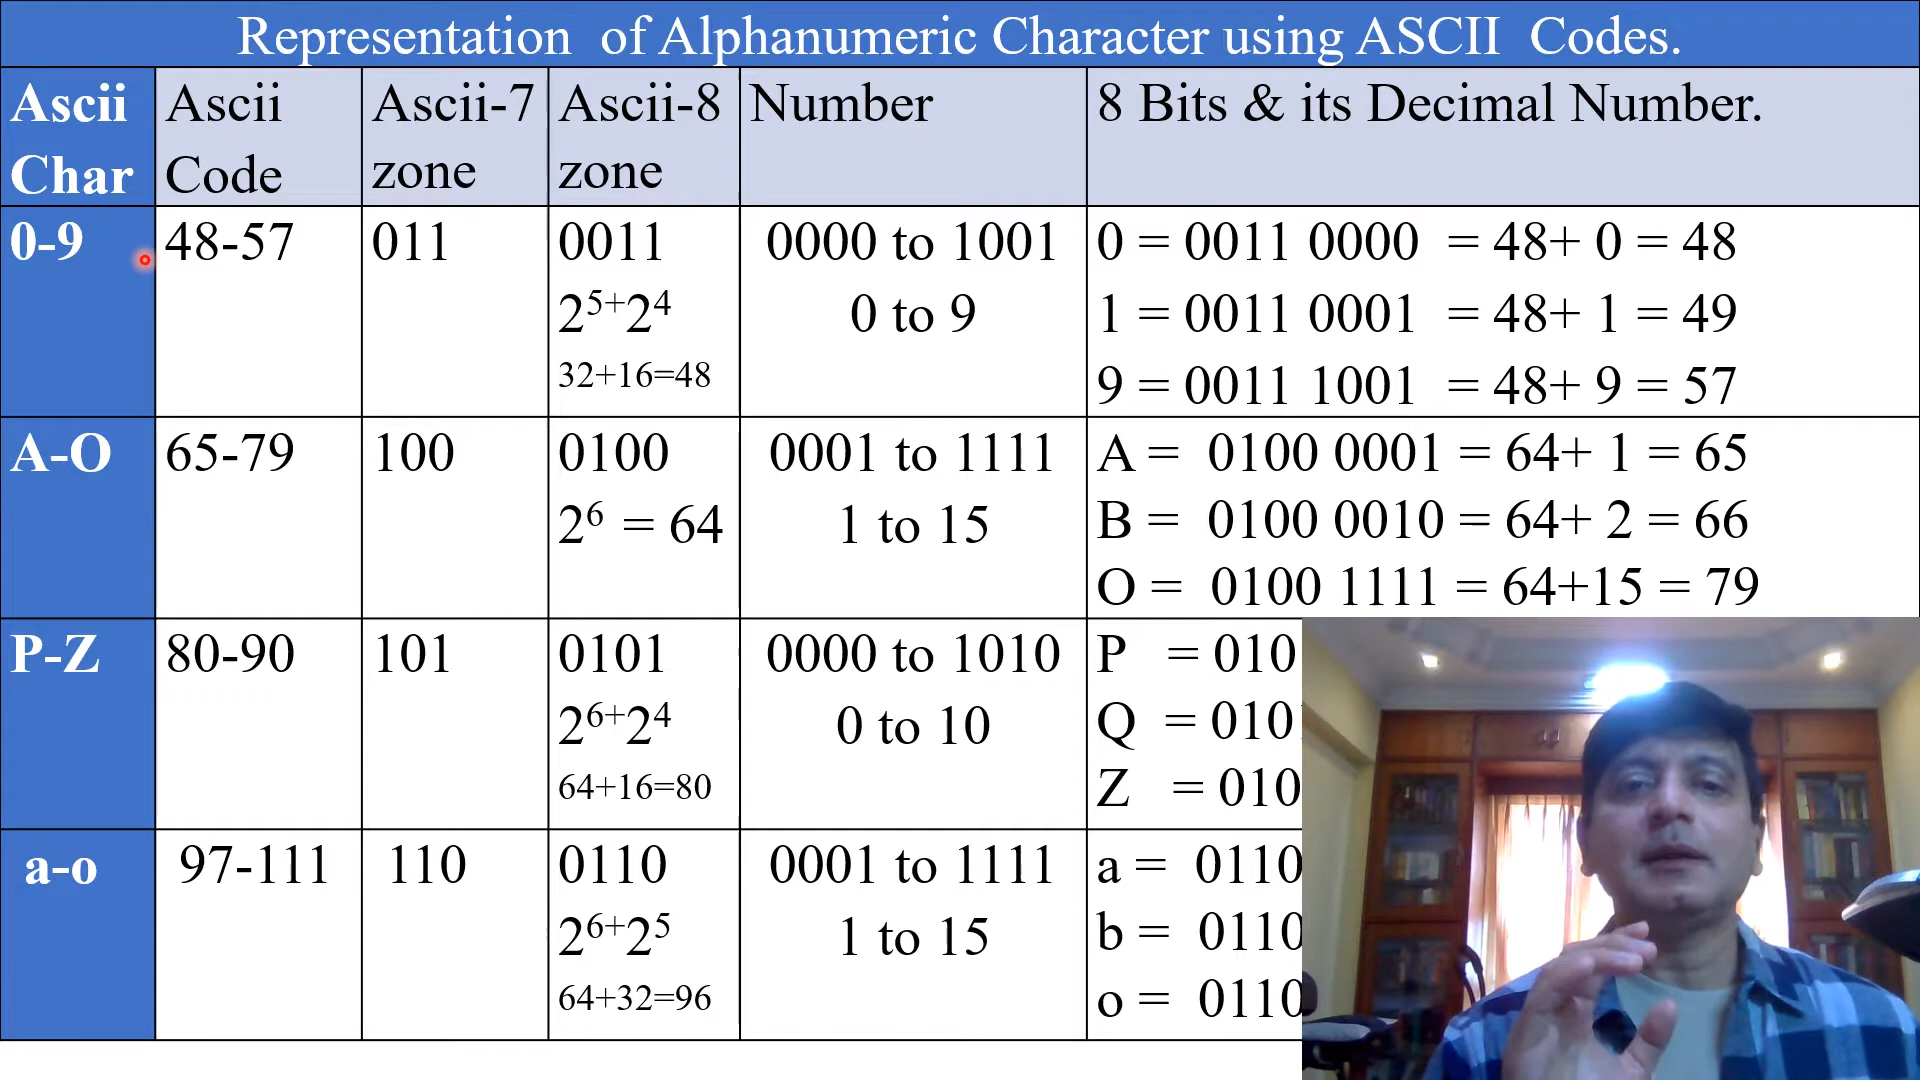 Representation of Alphanumeric Character using ASCII Codes.
Ascii Char
Ascii Code
Ascii-7 zone
Ascii-8 zone
Number
8 Bits & its Decimal Number.
0-9
48-57
011
0011
2⁵⁺2⁴
32+16=48
0000 to 1001
0 to 9
0 = 0011 0000 = 48+ 0 = 48
1 = 0011 0001 = 48+ 1 = 49
9 = 0011 1001 = 48+ 9 = 57
A-O
65-79
100
0100
2⁶ = 64
0001 to 1111
1 to 15
A = 0100 0001 = 64+ 1 = 65
B = 0100 0010 = 64+ 2 = 66
O = 0100 1111 = 64+15 = 79
P-Z
80-90
101
0101
2⁶⁺2⁴
64+16=80
0000 to 1010
0 to 10
P = 010
Q = 010
Z = 010
a-o
97-111
110
0110
2⁶⁺2⁵
64+32=96
0001 to 1111
1 to 15
a = 0110
b = 0110
o = 0110